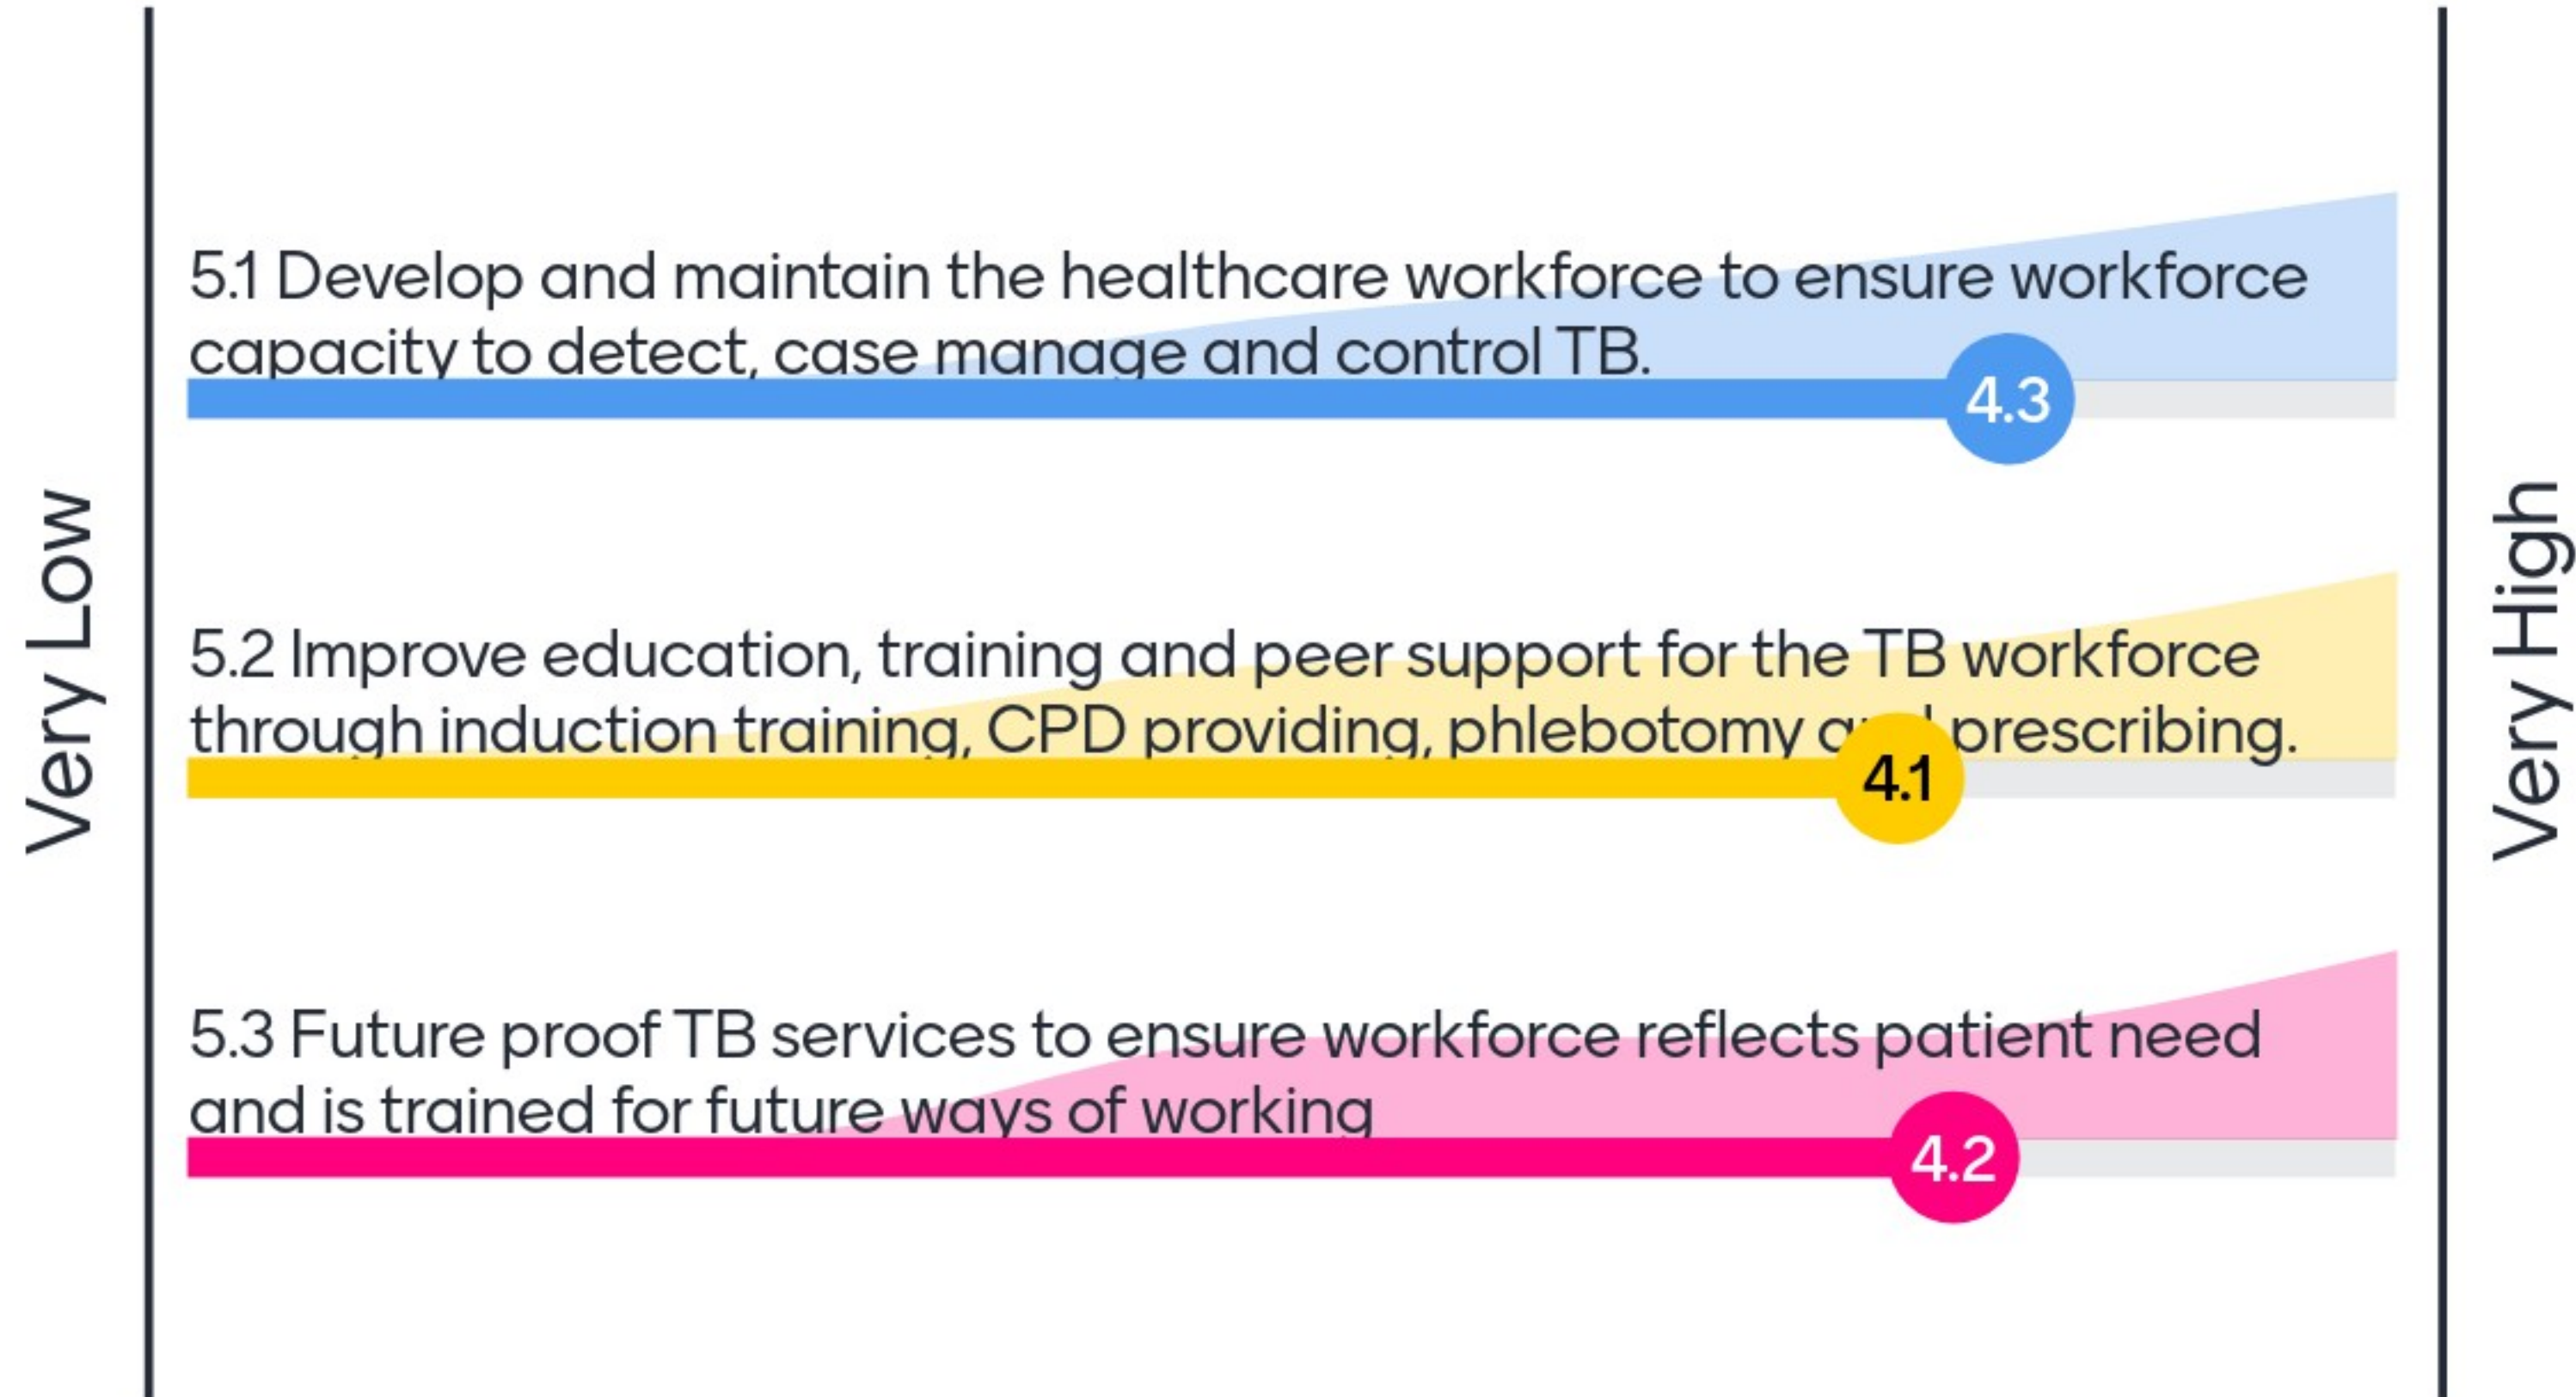 Very Low
5.1 Develop and maintain the healthcare workforce to ensure workforce
capacity to detect, case manage and control TB.
4.3
5.2 Improve education, training and peer support for the TB workforce
through induction training, CPD providing, phlebotomy prescribing.
4.1
5.3 Future proof TB services to ensure workforce reflects patient need
and is trained for future ways of working
4.2
Very High